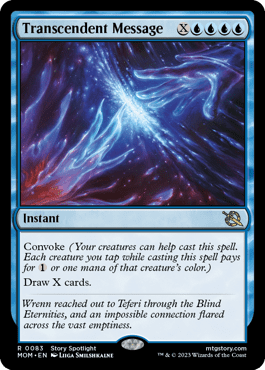 Transcendent Message X
Instant
Convoke (Your creatures can help cast this spell.
Each creature you tap while casting this spell pays
for 1 or one mana of that creature's color.)
Draw X cards.
Wrenn reached out to Teferi through the Blind
Eternities, and an impossible connection flared
across the vast emptiness.
R 0083 Story Spotlight mtgstory.com
MOM • EN LIIGA SMILSHKALNE ™ & © 2023 Wizards of the Coast